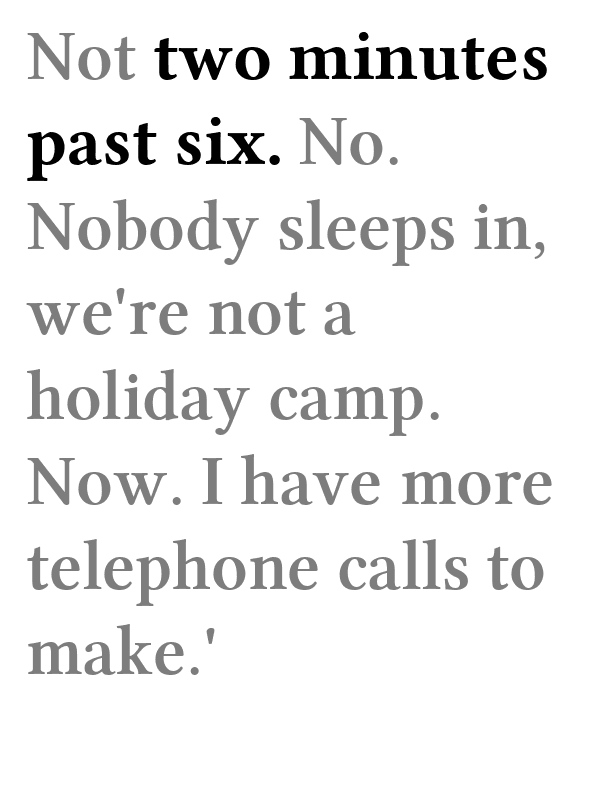 Not two minutes
past six. No.
Nobody sleeps in,
we're not a
holiday camp.
Now. I have more
telephone calls to
make.'